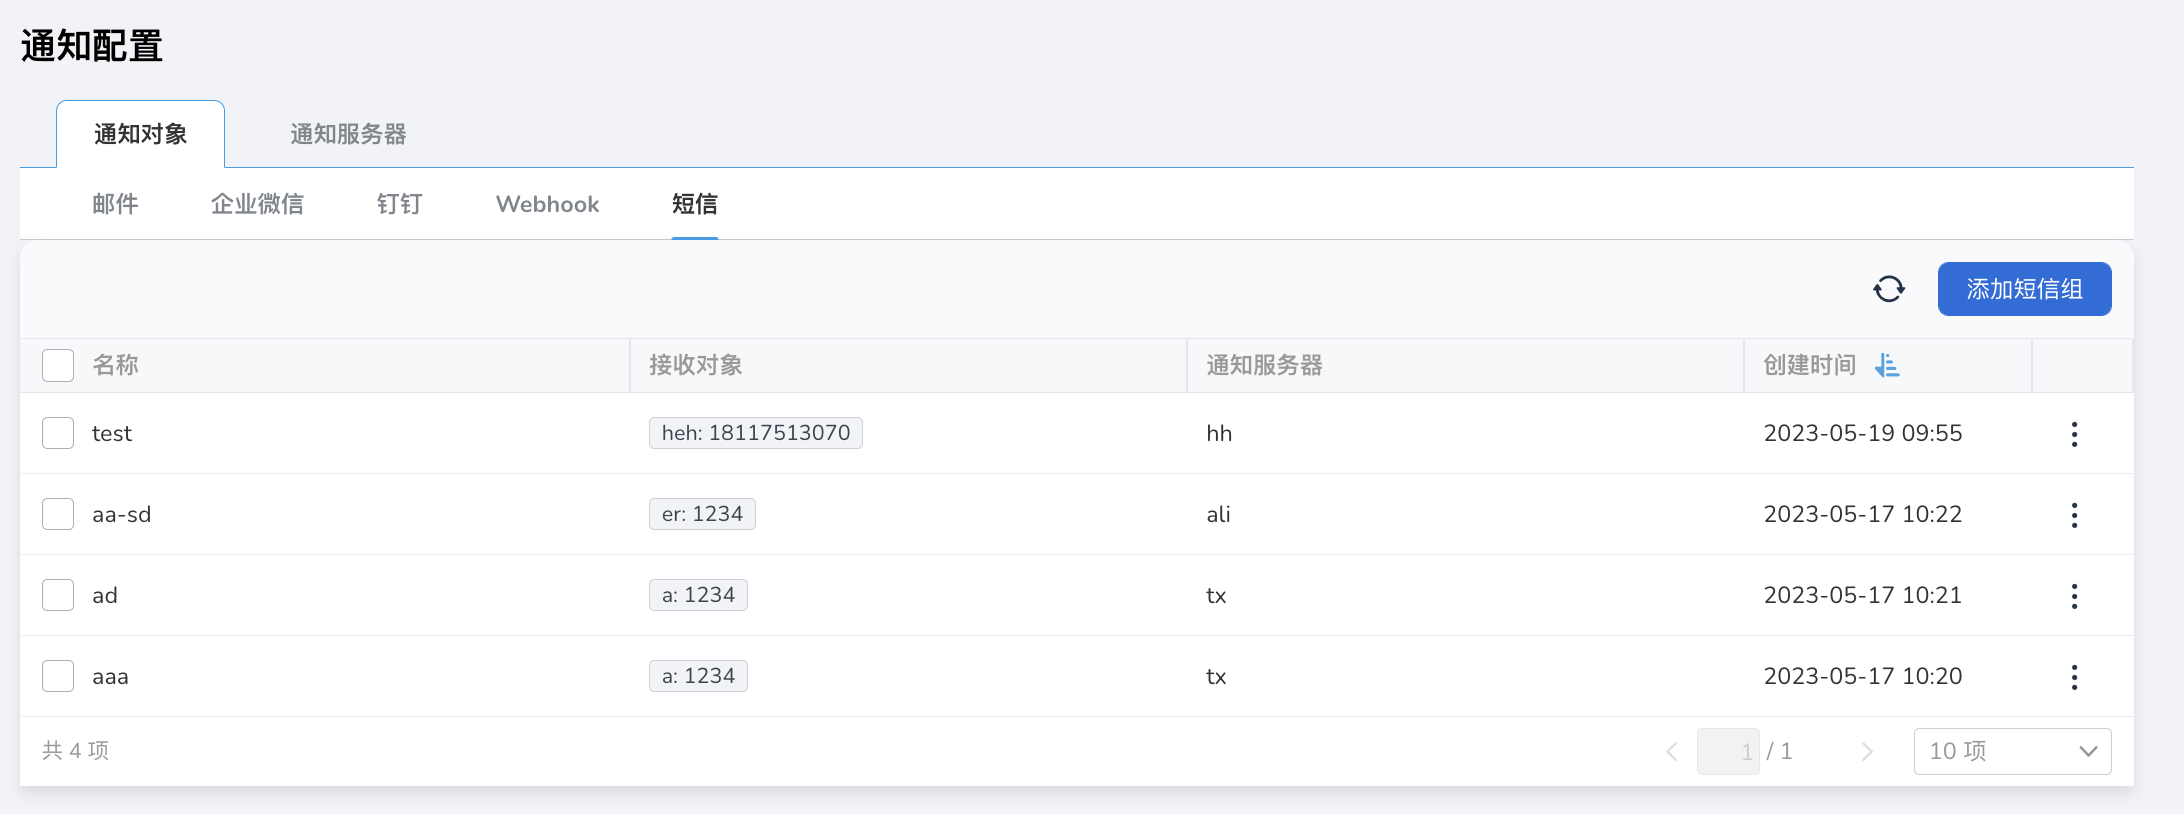 通知配置
通知对象 通知服务器
邮件 企业微信 钉钉 Webhook 短信
添加短信组
名称 接收对象 通知服务器 创建时间
test heh: 18117513070 hh 2023-05-19 09:55
aa-sd er: 1234 ali 2023-05-17 10:22
ad a: 1234 tx 2023-05-17 10:21
aaa a: 1234 tx 2023-05-17 10:20
共 4 项 1 / 1 10 项